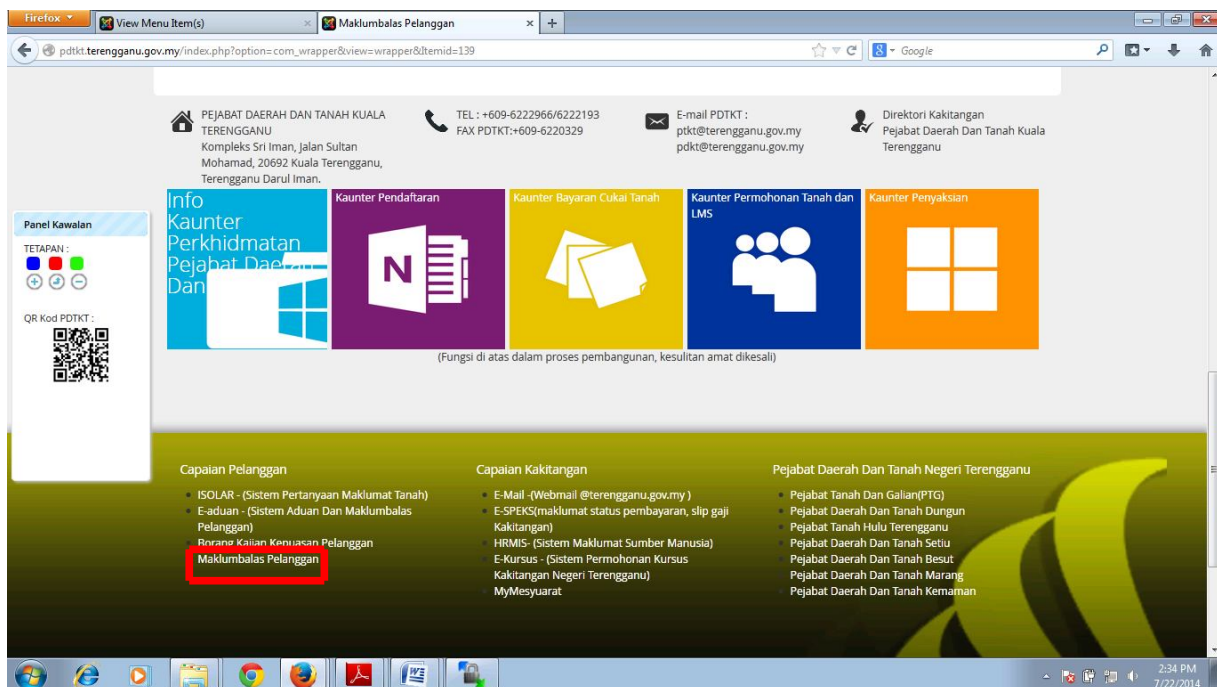 Firefox
View Menu Item(s)
Maklumbalas Pelanggan
pdtkt.terengganu.gov.my/index.php?option=com_wrapper&view=wrapper&Itemid=139
Google
PEJABAT DAERAH DAN TANAH KUALA
TERENGGANU
Kompleks Sri Iman, Jalan Sultan
Mohamad, 20692 Kuala Terengganu,
Terengganu Darul Iman.
TEL : +609-6222966/6222193
FAX PDTKT:+609-6220329
E-mail PDTKT :
ptkt@terengganu.gov.my
pdkt@terengganu.gov.my
Direktori Kakitangan
Pejabat Daerah Dan Tanah Kuala
Terengganu
Info
Kaunter
Perkhidmatan
Pejabat Daerah
Dan
Kaunter Pendaftaran
N
Kaunter Bayaran Cukai Tanah
Kaunter Permohonan Tanah dan
LMS
Kaunter Penyaksian
Panel Kawalan
TETAPAN :
QR Kod PDTKT :
(Fungsi di atas dalam proses pembangunan, kesulitan amat dikesali)
Capaian Pelanggan
ISOLAR - (Sistem Pertanyaan Maklumat Tanah)
E-aduan - (Sistem Aduan Dan Maklumbalas
Pelanggan)
Borang Kajian Kepuasan Pelanggan
Maklumbalas Pelanggan
Capaian Kakitangan
E-Mail -(Webmail @terengganu.gov.my )
E-SPEKS(maklumat status pembayaran, slip gaji
Kakitangan)
HRMIS- (Sistem Maklumat Sumber Manusia)
E-Kursus - (Sistem Permohonan Kursus
Kakitangan Negeri Terengganu)
MyMesyuarat
Pejabat Daerah Dan Tanah Negeri Terengganu
Pejabat Tanah Dan Galian(PTG)
Pejabat Daerah Dan Tanah Dungun
Pejabat Tanah Hulu Terengganu
Pejabat Daerah Dan Tanah Setiu
Pejabat Daerah Dan Tanah Besut
Pejabat Daerah Dan Tanah Marang
Pejabat Daerah Dan Tanah Kemaman
2:34 PM
7/22/2014